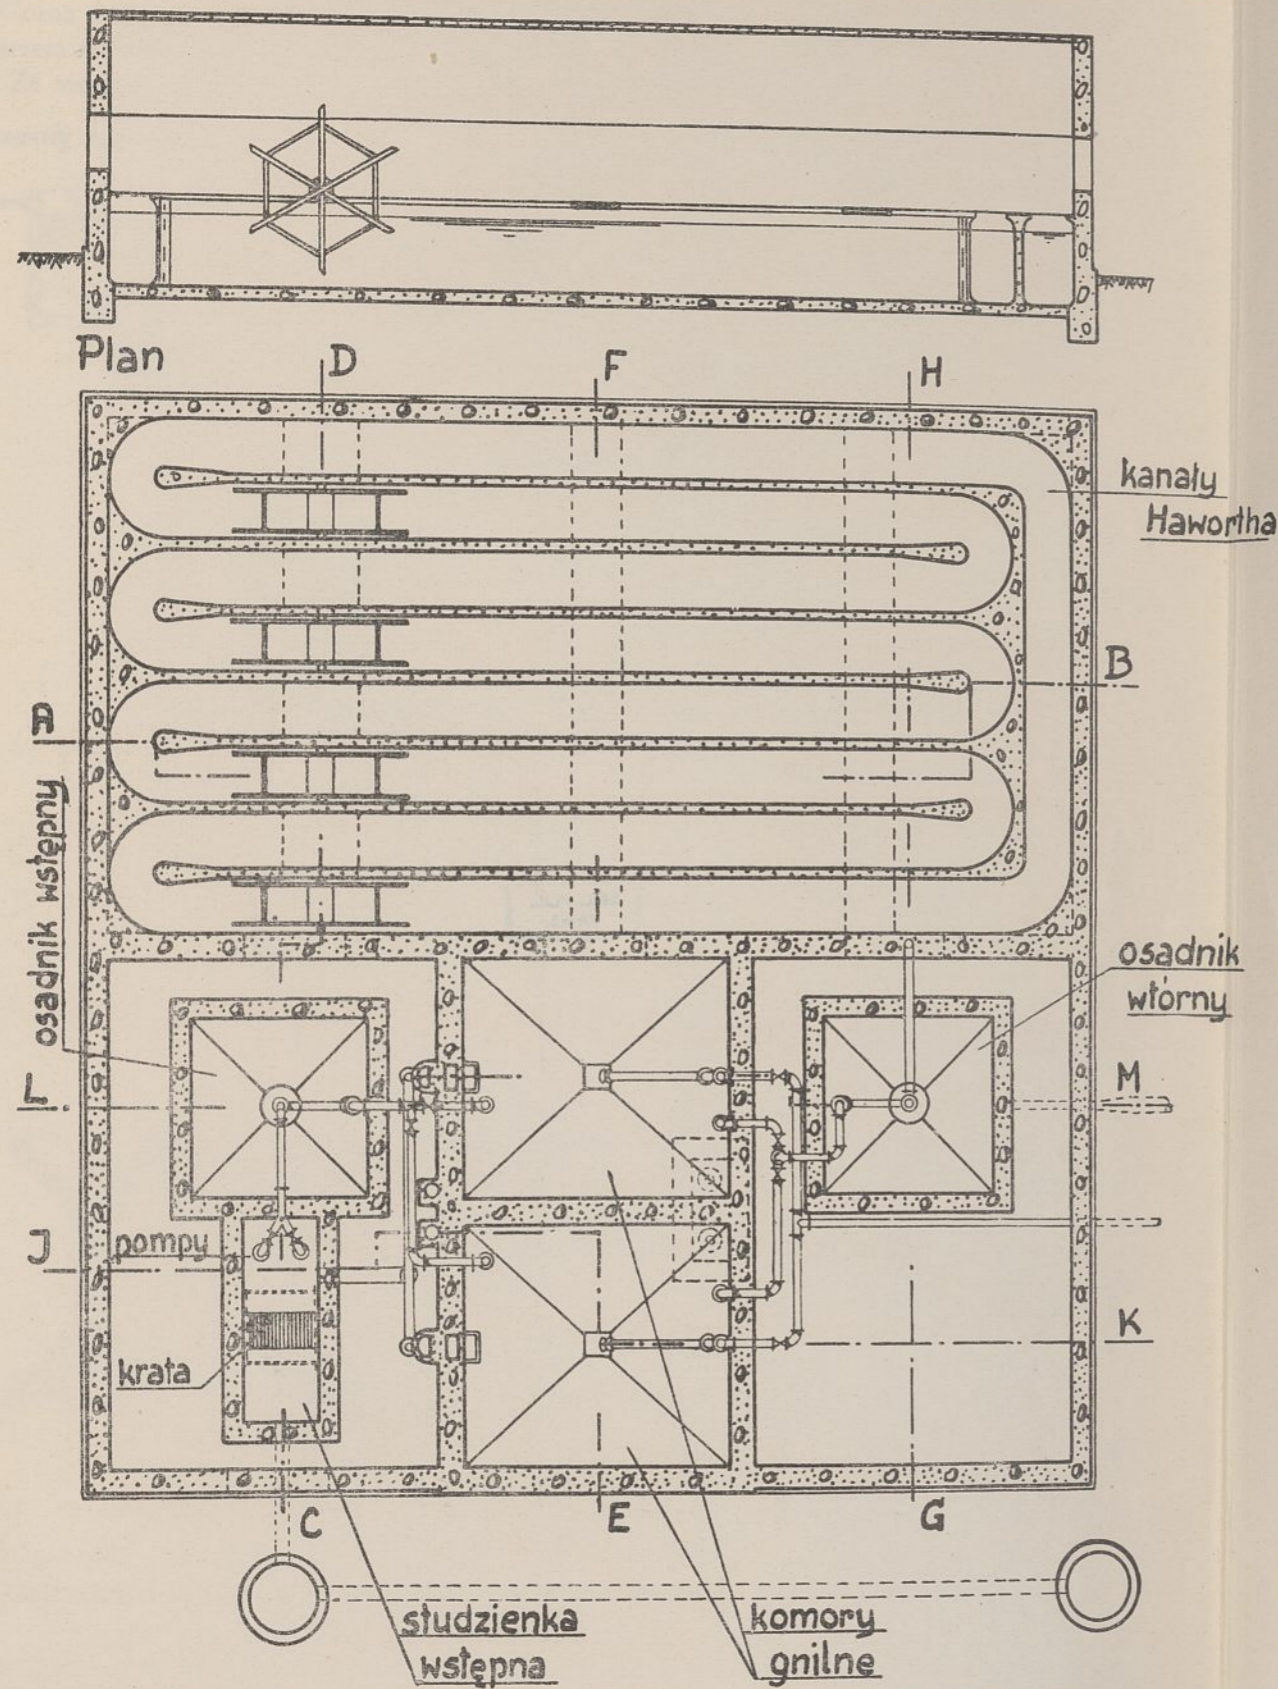 Plan
D
F
H
kanały
Hawortha
B
A
osadnik wstępny
osadnik
wtórny
L
M
J
pompy
K
krata
C
E
G
studzienka
wstępna
komory
gnilne